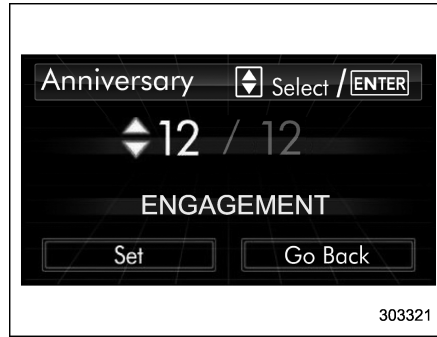 Anniversary Select / ENTER
12 / 12
ENGAGEMENT
Set Go Back
303321